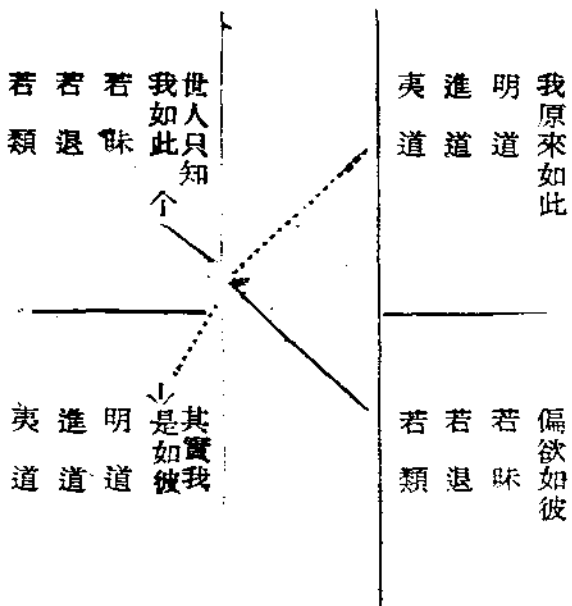 我原來如此
明道
進道
夷道
偏欲如彼
若昧
若退
若類
世人只知
我如此
若昧
若退
若類
其實我
是如彼
明道
進道
夷道